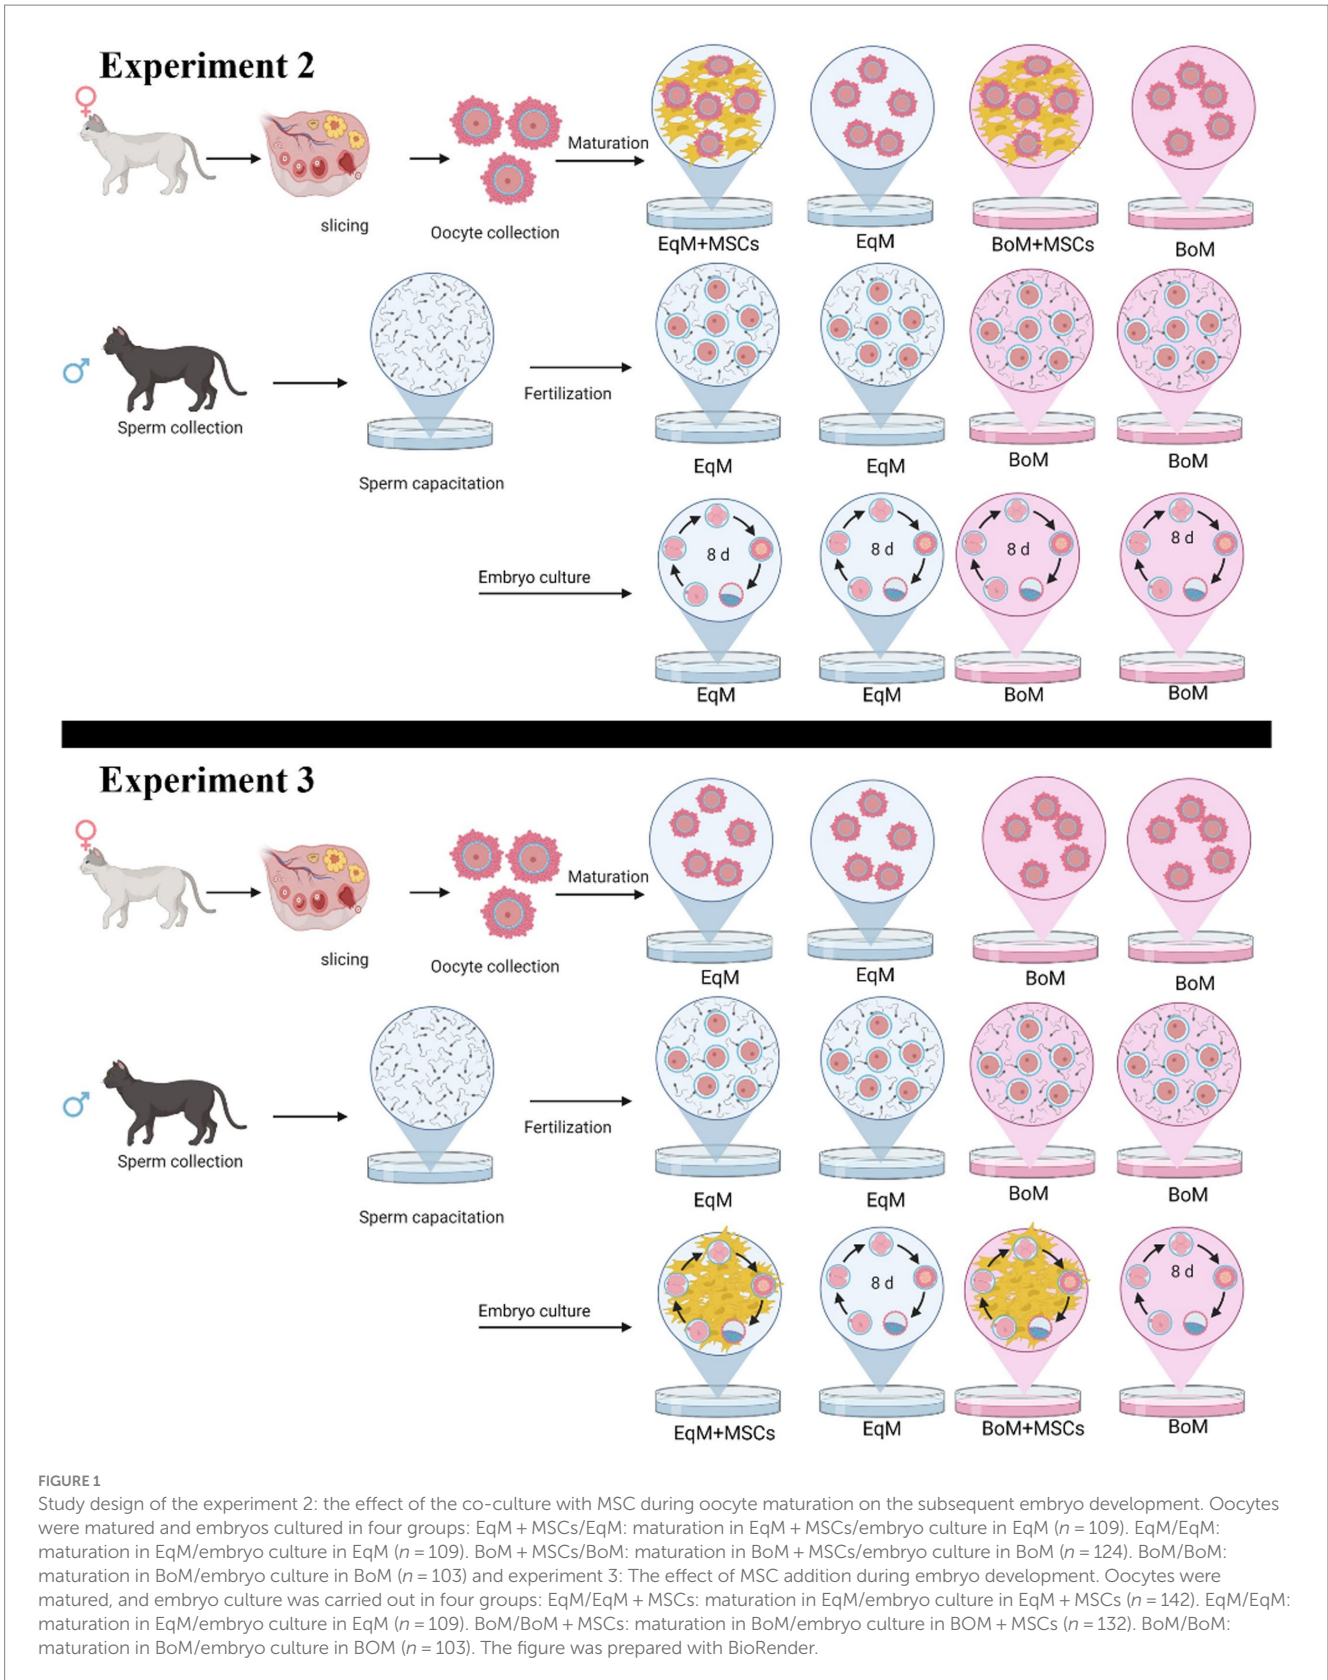 Experiment 2
Maturation
slicing
Oocyte collection
EqM+MSCs
EqM
BoM+MSCs
BoM
Sperm collection
Fertilization
Sperm capacitation
EqM
EqM
BoM
BoM
8 d
8 d
8 d
8 d
Embryo culture
EqM
EqM
BoM
BoM
Experiment 3
Maturation
slicing
Oocyte collection
EqM
EqM
BoM
BoM
Sperm collection
Fertilization
Sperm capacitation
EqM
EqM
BoM
BoM
8 d
8 d
Embryo culture
EqM+MSCs
EqM
BoM+MSCs
BoM
FIGURE 1
Study design of the experiment 2: the effect of the co-culture with MSC during oocyte maturation on the subsequent embryo development. Oocytes
were matured and embryos cultured in four groups: EqM + MSCs/EqM: maturation in EqM + MSCs/embryo culture in EqM (n = 109). EqM/EqM:
maturation in EqM/embryo culture in EqM (n = 109). BoM + MSCs/BoM: maturation in BoM + MSCs/embryo culture in BoM (n = 124). BoM/BoM:
maturation in BoM/embryo culture in BoM (n = 103) and experiment 3: The effect of MSC addition during embryo development. Oocytes were
matured, and embryo culture was carried out in four groups: EqM/EqM + MSCs: maturation in EqM/embryo culture in EqM + MSCs (n = 142). EqM/EqM:
maturation in EqM/embryo culture in EqM (n = 109). BoM/BoM + MSCs: maturation in BoM/embryo culture in BOM + MSCs (n = 132). BoM/BoM:
maturation in BoM/embryo culture in BOM (n = 103). The figure was prepared with BioRender.